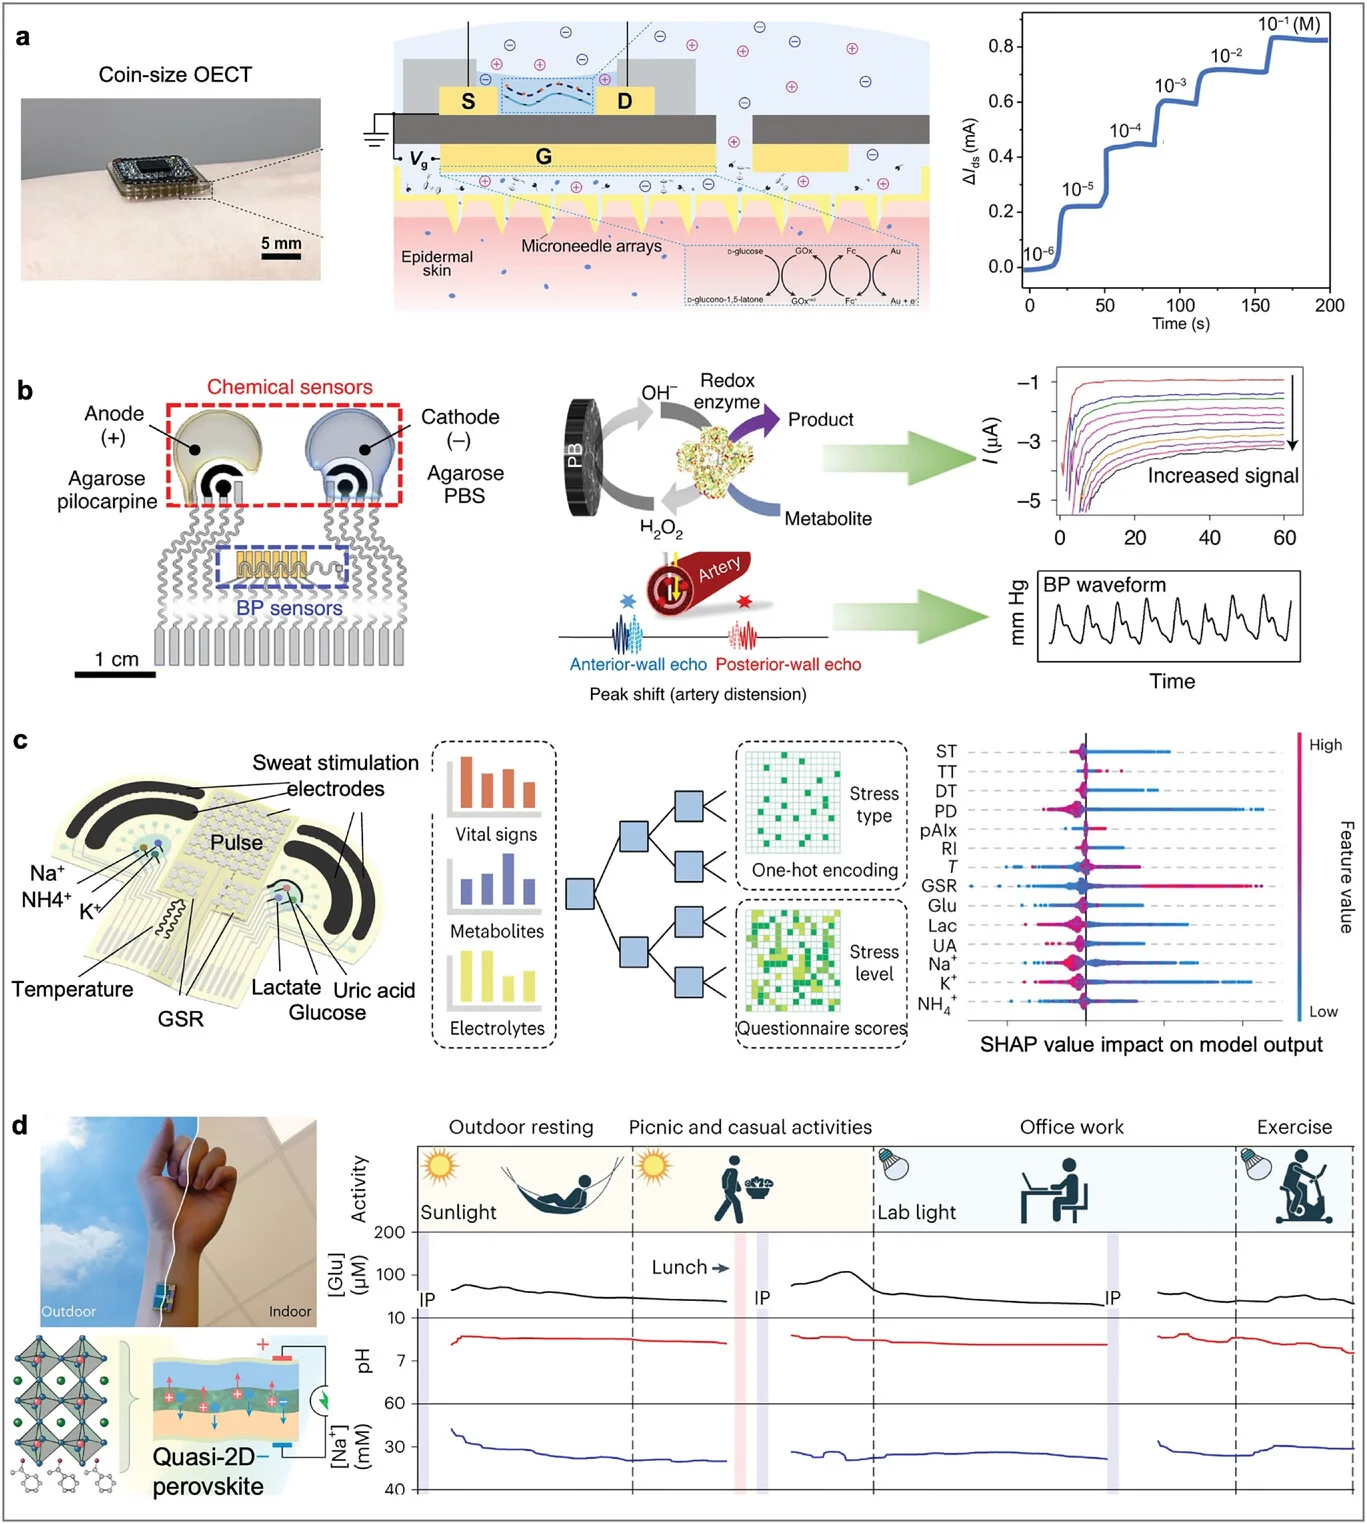 a
Coin-size OECT
5 mm
S
D
G
Vg
Microneedle arrays
Epidermal
skin
D-glucose
GOx
Fc
Au
D-glucono-1,5-latone
GOxred
Fc+
Au + e-
ΔIds (mA)
0.8
0.6
0.4
0.2
0.0
10⁻⁶
10⁻⁵
10⁻⁴
10⁻³
10⁻²
10⁻¹ (M)
0
50
100
150
200
Time (s)
b
Chemical sensors
Anode
(+)
Agarose
pilocarpine
Cathode
(–)
Agarose
PBS
BP sensors
1 cm
PB
OH⁻
H₂O₂
Redox
enzyme
Product
Metabolite
Artery
Anterior-wall echo
Posterior-wall echo
Peak shift (artery distension)
I (μA)
–1
–3
–5
Increased signal
0
20
40
60
mm Hg
BP waveform
Time
c
Sweat stimulation
electrodes
Pulse
Na⁺
NH4⁺
K⁺
Temperature
GSR
Lactate
Glucose
Uric acid
Vital signs
Metabolites
Electrolytes
Stress
type
One-hot encoding
Stress
level
Questionnaire scores
ST
TT
DT
PD
pAIx
RI
T
GSR
Glu
Lac
UA
Na⁺
K⁺
NH₄⁺
SHAP value impact on model output
High
Feature value
Low
d
Outdoor
Indoor
Quasi-2D
perovskite
+
–
Outdoor resting
Picnic and casual activities
Office work
Exercise
Activity
Sunlight
Lab light
[Glu]
(μM)
200
100
IP
Lunch
IP
IP
pH
10
7
[Na⁺]
(mM)
60
30
40